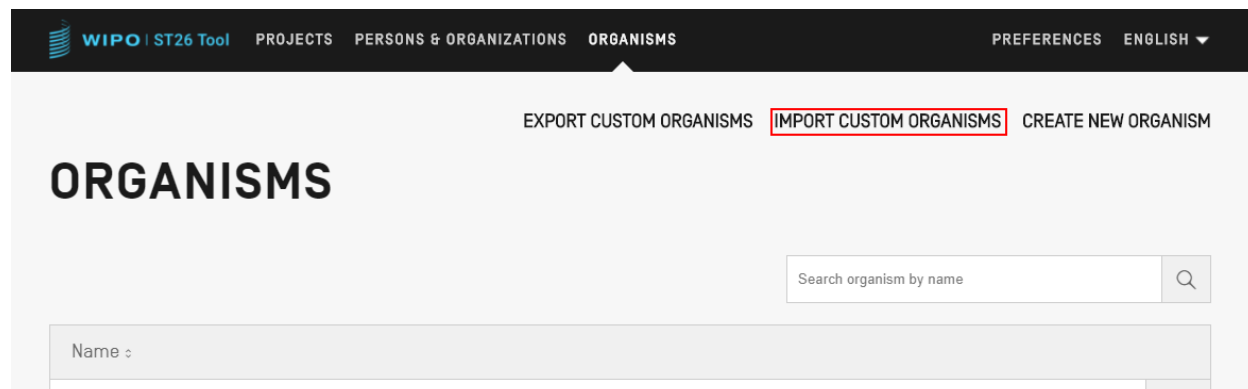 WIPO | ST26 Tool PROJECTS PERSONS & ORGANIZATIONS ORGANISMS PREFERENCES ENGLISH
EXPORT CUSTOM ORGANISMS IMPORT CUSTOM ORGANISMS CREATE NEW ORGANISM
ORGANISMS
Search organism by name
Name